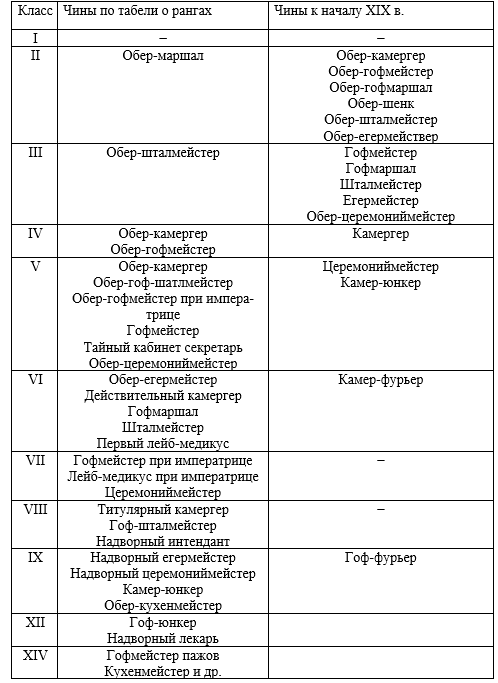 Класс Чины по табели о рангах Чины к началу XIX в.
I – –
II Обер-маршал Обер-камергер
Обер-гофмейстер
Обер-гофмаршал
Обер-шенк
Обер-шталмейстер
Обер-егермействер
III Обер-шталмейстер Гофмейстер
Гофмаршал
Шталмейстер
Егермейстер
Обер-церемониймейстер
IV Обер-камергер Камергер
Обер-гофмейстер
V Обер-камергер Церемониймейстер
Обер-гоф-шатлмейстер Камер-юнкер
Обер-гофмейстер при импера-
трице
Гофмейстер
Тайный кабинет секретарь
Обер-церемониймейстер
VI Обер-егермейстер Камер-фурьер
Действительный камергер
Гофмаршал
Шталмейстер
Первый лейб-медикус
VII Гофмейстер при императрице –
Лейб-медикус при императрице
Церемониймейстер
VIII Титулярный камергер –
Гоф-шталмейстер
Надворный интендант
IX Надворный егермейстер Гоф-фурьер
Надворный церемониймейстер
Камер-юнкер
Обер-кухенмейстер
XII Гоф-юнкер
Надворный лекарь
XIV Гофмейстер пажов
Кухенмейстер и др.